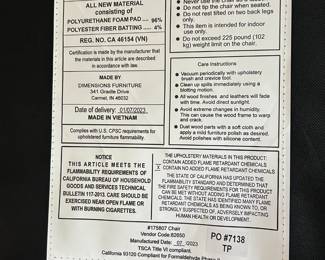 ALL NEW MATERIAL
consisting of
POLYURETHANE FOAM PAD ..... 96%
POLYESTER FIBER BATTING ..... 4%
REG. NO. CA 46154 (VN)
Certification is made by the manufacturer that
the materials in this article are described
in accordance with law.
MADE BY
DIMENSIONS FURNITURE
341 Gradle Drive
Carmel, IN 46032
Date of delivery: 01/07/2023
MADE IN VIETNAM
Complies with U.S. CPSC requirements for
upholstered furniture flammability.
Do not tip the chair when seated.
Do not rest tilted on two back legs
only.
This item is designed for indoor
use only.
Do not exceed 225 pound (102
kg) weight limit on the chair.
Care Instructions
Vacuum periodically with upholstery
brush and crevice tool.
Clean up spills immediately using a
blotting motion.
All wood finishes and leathers will fade
with time. Avoid direct sunlight.
Avoid extreme changes in humidity.
This can cause the wood frame to warp
and crack.
Dust wood parts with a soft cloth and
apply a mild furniture polish as desired.
Avoid polishes with silicone content.
NOTICE
THIS ARTICLE MEETS THE
FLAMMABILITY REQUIREMENTS OF
CALIFORNIA BUREAU OF HOUSEHOLD
GOODS AND SERVICES TECHNICAL
BULLETIN 117-2013. CARE SHOULD BE
EXERCISED NEAR OPEN FLAME OR
WITH BURNING CIGARETTES.
THE UPHOLSTERY MATERIALS IN THIS PRODUCT:
CONTAIN ADDED FLAME RETARDANT CHEMICALS
X CONTAIN NO ADDED FLAME RETARDANT CHEMICALS
THE STATE OF CALIFORNIA HAS UPDATED THE
FLAMMABILITY STANDARD AND DETERMINED THAT
THE FIRE SAFETY REQUIREMENTS FOR THIS PRODUCT
CAN BE MET WITHOUT ADDING FLAME RETARDANT
CHEMICALS. THE STATE HAS IDENTIFIED MANY FLAME
RETARDANT CHEMICALS AS BEING KNOWN TO, OR
STRONGLY SUSPECTED OF, ADVERSELY IMPACTING
HUMAN HEALTH OR DEVELOPMENT.
#175807 Chair
Vendor Code 82650
Manufactured Date: 07 /2023
TSCA Title VI compliant.
California 93120 Compliant for Formaldehyde
PO #7138
TP